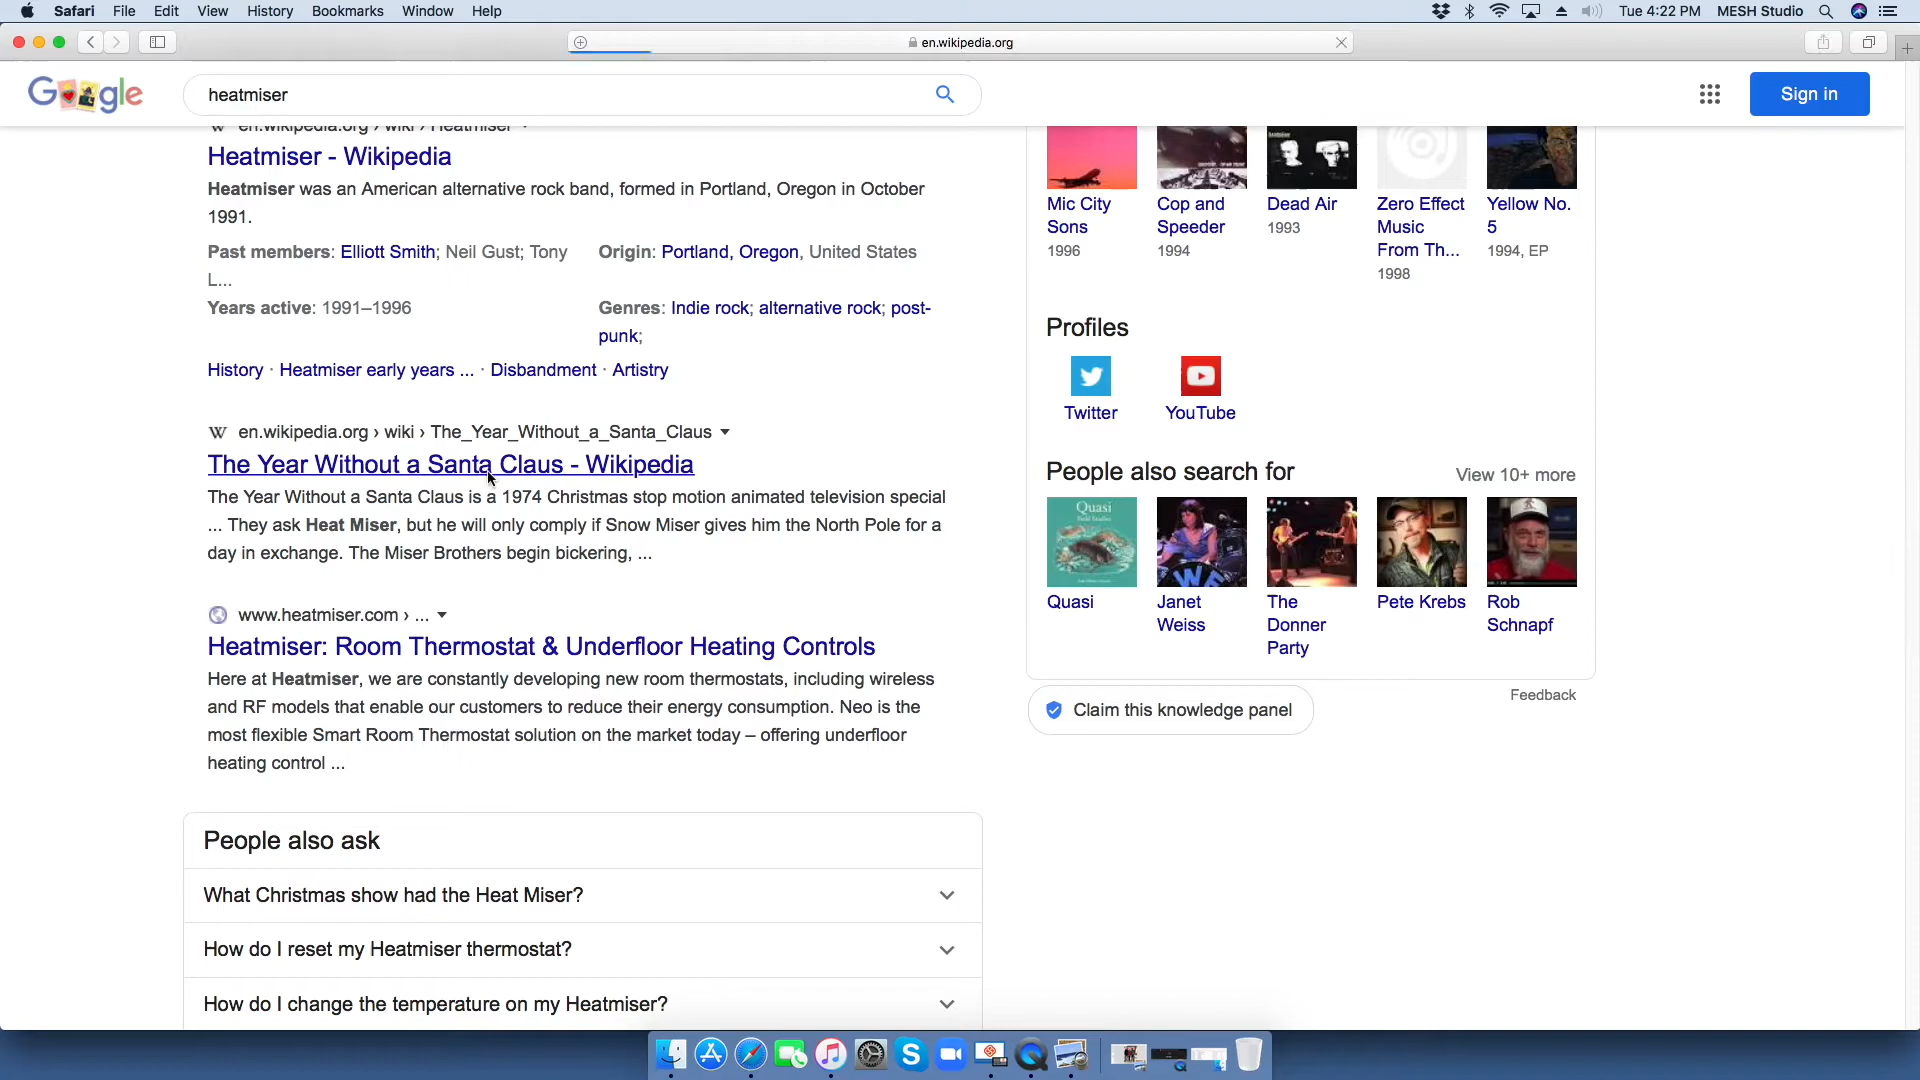 Safari File Edit View History Bookmarks Window Help Tue 4:22 PM MESH Studio
en.wikipedia.org
Google heatmiser Sign in
en.wikipedia.org › wiki › Heatmiser
Heatmiser - Wikipedia
Heatmiser was an American alternative rock band, formed in Portland, Oregon in October
1991.
Past members: Elliott Smith; Neil Gust; Tony
L...
Origin: Portland, Oregon, United States
Years active: 1991–1996
Genres: Indie rock; alternative rock; post-
punk;
History · Heatmiser early years ... · Disbandment · Artistry
en.wikipedia.org › wiki › The_Year_Without_a_Santa_Claus
The Year Without a Santa Claus - Wikipedia
The Year Without a Santa Claus is a 1974 Christmas stop motion animated television special
... They ask Heat Miser, but he will only comply if Snow Miser gives him the North Pole for a
day in exchange. The Miser Brothers begin bickering, ...
www.heatmiser.com › ...
Heatmiser: Room Thermostat & Underfloor Heating Controls
Here at Heatmiser, we are constantly developing new room thermostats, including wireless
and RF models that enable our customers to reduce their energy consumption. Neo is the
most flexible Smart Room Thermostat solution on the market today – offering underfloor
heating control ...
People also ask
What Christmas show had the Heat Miser?
How do I reset my Heatmiser thermostat?
How do I change the temperature on my Heatmiser?
Mic City
Sons
1996
Cop and
Speeder
1994
Dead Air
1993
Zero Effect
Music
From Th...
1998
Yellow No.
5
1994, EP
Profiles
Twitter
YouTube
People also search for
View 10+ more
Quasi
Quasi
Janet
Weiss
The
Donner
Party
Pete Krebs
Rob
Schnapf
Feedback
Claim this knowledge panel